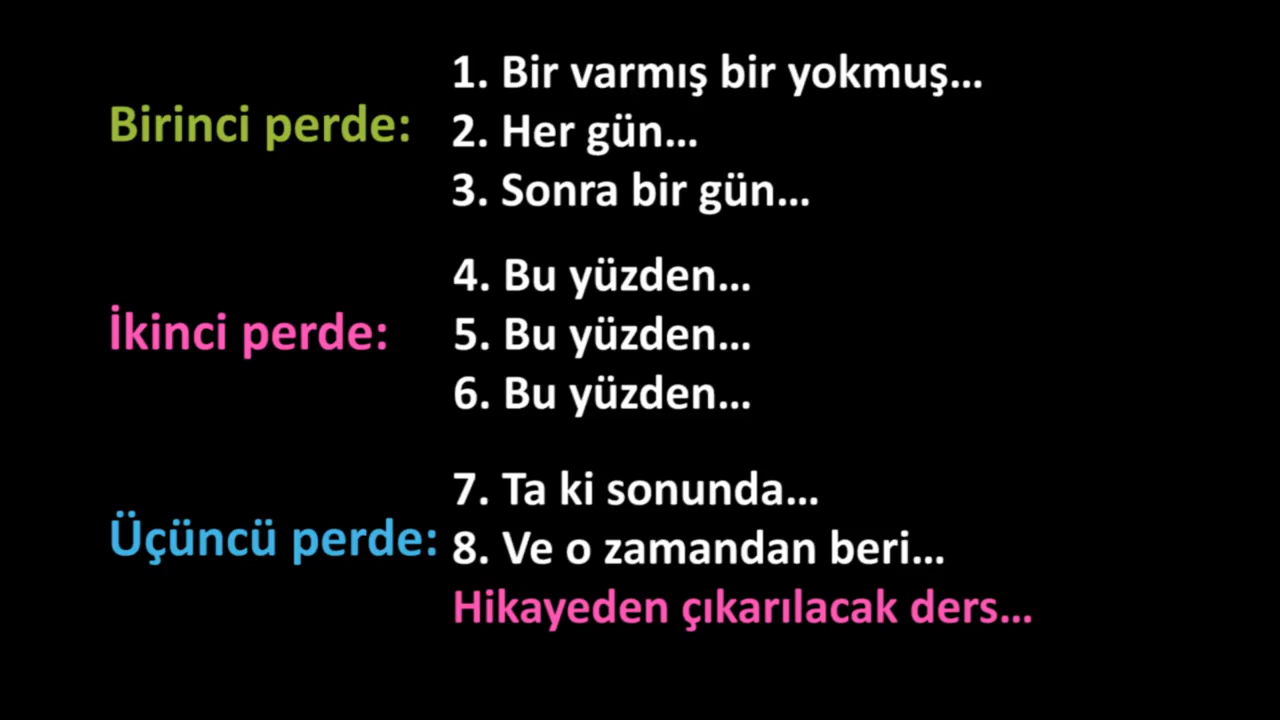 Birinci perde:
1. Bir varmış bir yokmuş...
2. Her gün...
3. Sonra bir gün...
İkinci perde:
4. Bu yüzden...
5. Bu yüzden...
6. Bu yüzden...
Üçüncü perde:
7. Ta ki sonunda...
8. Ve o zamandan beri...
Hikayeden çıkarılacak ders...